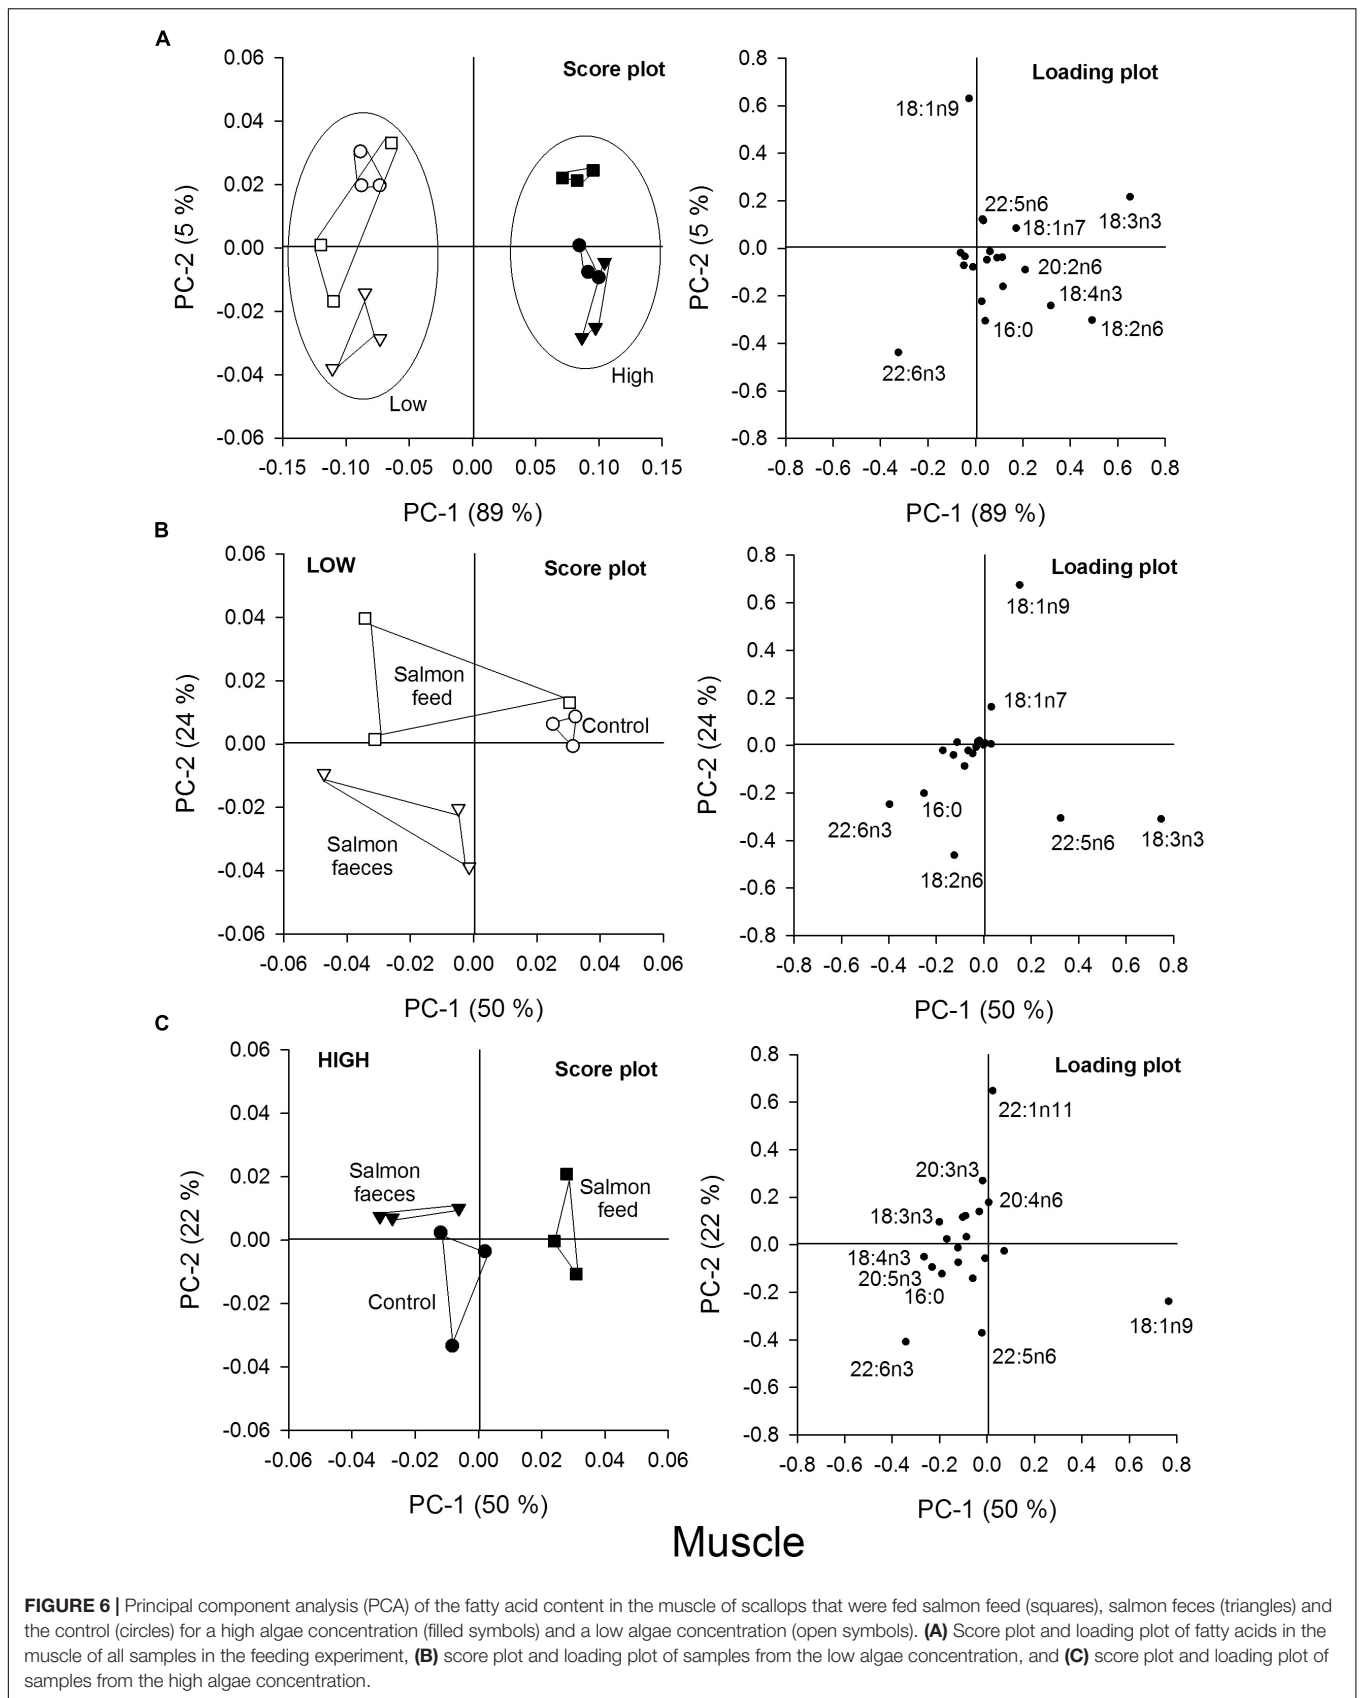 A
Score plot
Loading plot
0.06
0.04
0.02
0.00
-0.02
-0.04
-0.06
PC-2 (5 %)
Low
High
-0.15 -0.10 -0.05 0.00 0.05 0.10 0.15
PC-1 (89 %)
0.8
0.6
0.4
0.2
0.0
-0.2
-0.4
-0.6
-0.8
PC-2 (5 %)
18:1n9
22:5n6
18:1n7
18:3n3
20:2n6
18:4n3
16:0
18:2n6
22:6n3
-0.8 -0.6 -0.4 -0.2 0.0 0.2 0.4 0.6 0.8
PC-1 (89 %)
B
LOW
Score plot
Loading plot
0.06
0.04
0.02
0.00
-0.02
-0.04
-0.06
PC-2 (24 %)
Salmon
feed
Control
Salmon
faeces
-0.06 -0.04 -0.02 0.00 0.02 0.04 0.06
PC-1 (50 %)
0.8
0.6
0.4
0.2
0.0
-0.2
-0.4
-0.6
-0.8
PC-2 (24 %)
18:1n9
18:1n7
16:0
22:6n3
22:5n6
18:3n3
18:2n6
-0.8 -0.6 -0.4 -0.2 0.0 0.2 0.4 0.6 0.8
PC-1 (50 %)
C
HIGH
Score plot
Loading plot
0.06
0.04
0.02
0.00
-0.02
-0.04
-0.06
PC-2 (22 %)
Salmon
faeces
Salmon
feed
Control
-0.06 -0.04 -0.02 0.00 0.02 0.04 0.06
PC-1 (50 %)
0.8
0.6
0.4
0.2
0.0
-0.2
-0.4
-0.6
-0.8
PC-2 (22 %)
22:1n11
20:3n3
20:4n6
18:3n3
18:4n3
20:5n3
16:0
18:1n9
22:5n6
22:6n3
-0.8 -0.6 -0.4 -0.2 0.0 0.2 0.4 0.6 0.8
PC-1 (50 %)
Muscle
FIGURE 6 | Principal component analysis (PCA) of the fatty acid content in the muscle of scallops that were fed salmon feed (squares), salmon feces (triangles) and
the control (circles) for a high algae concentration (filled symbols) and a low algae concentration (open symbols). (A) Score plot and loading plot of fatty acids in the
muscle of all samples in the feeding experiment, (B) score plot and loading plot of samples from the low algae concentration, and (C) score plot and loading plot of
samples from the high algae concentration.